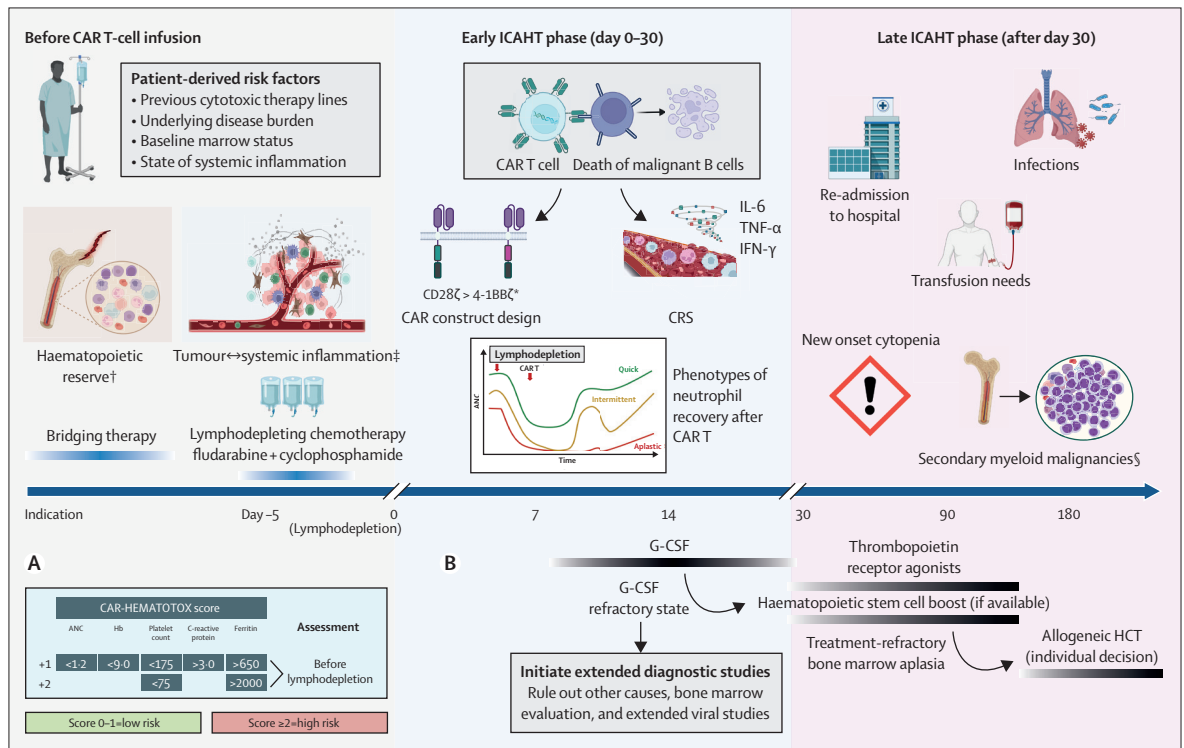 Before CAR T-cell infusion
Patient-derived risk factors
• Previous cytotoxic therapy lines
• Underlying disease burden
• Baseline marrow status
• State of systemic inflammation
Haematopoietic
reserve†
Tumour↔systemic inflammation‡
Bridging therapy
Lymphodepleting chemotherapy
fludarabine + cyclophosphamide
Early ICAHT phase (day 0–30)
CAR T cell
Death of malignant B cells
CD28ζ > 4-1BBζ*
CAR construct design
IL-6
TNF-α
IFN-γ
CRS
Lymphodepletion
CAR T
Quick
Intermittent
Aplastic
ANC
Time
Phenotypes of
neutrophil
recovery after
CAR T
Late ICAHT phase (after day 30)
Re-admission
to hospital
Infections
Transfusion needs
New onset cytopenia
Secondary myeloid malignancies§
Indication
Day –5
(Lymphodepletion)
0
7
14
30
90
180
A
CAR-HEMATOTOX score
ANC
Hb
Platelet
count
C-reactive
protein
Ferritin
Assessment
+1 <1·2 <9·0 <175 >3·0 >650
+2 <75 >2000
Before
lymphodepletion
Score 0–1=low risk
Score ≥2=high risk
B
G-CSF
G-CSF
refractory state
Initiate extended diagnostic studies
Rule out other causes, bone marrow
evaluation, and extended viral studies
Thrombopoietin
receptor agonists
Haematopoietic stem cell boost (if available)
Treatment-refractory
bone marrow aplasia
Allogeneic HCT
(individual decision)